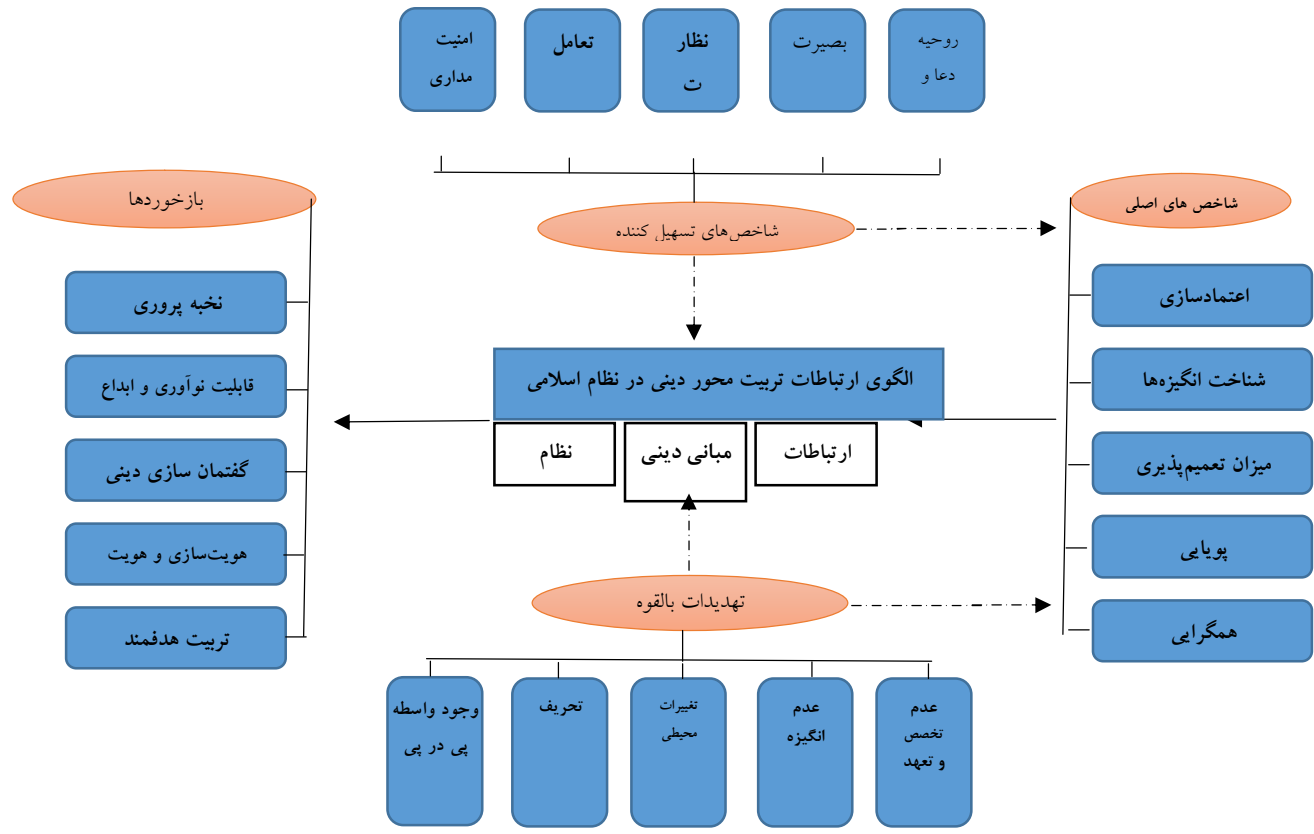 روحیه
دعا و
بصیرت
نظار
ت
تعامل
امنیت
مداری
شاخص های اصلی
اعتمادسازی
شناخت انگیزه‌ها
میزان تعمیم‌پذیری
پویایی
همگرایی
شاخص‌های تسهیل کننده
الگوی ارتباطات تربیت محور دینی در نظام اسلامی
ارتباطات
مبانی دینی
نظام
تهدیدات بالقوه
عدم
تخصص
و تعهد
عدم
انگیزه
تغییرات
محیطی
تحریف
وجود واسطه
پی در پی
بازخوردها
نخبه پروری
قابلیت نوآوری و ابداع
گفتمان سازی دینی
هویت‌سازی و هویت
تربیت هدفمند